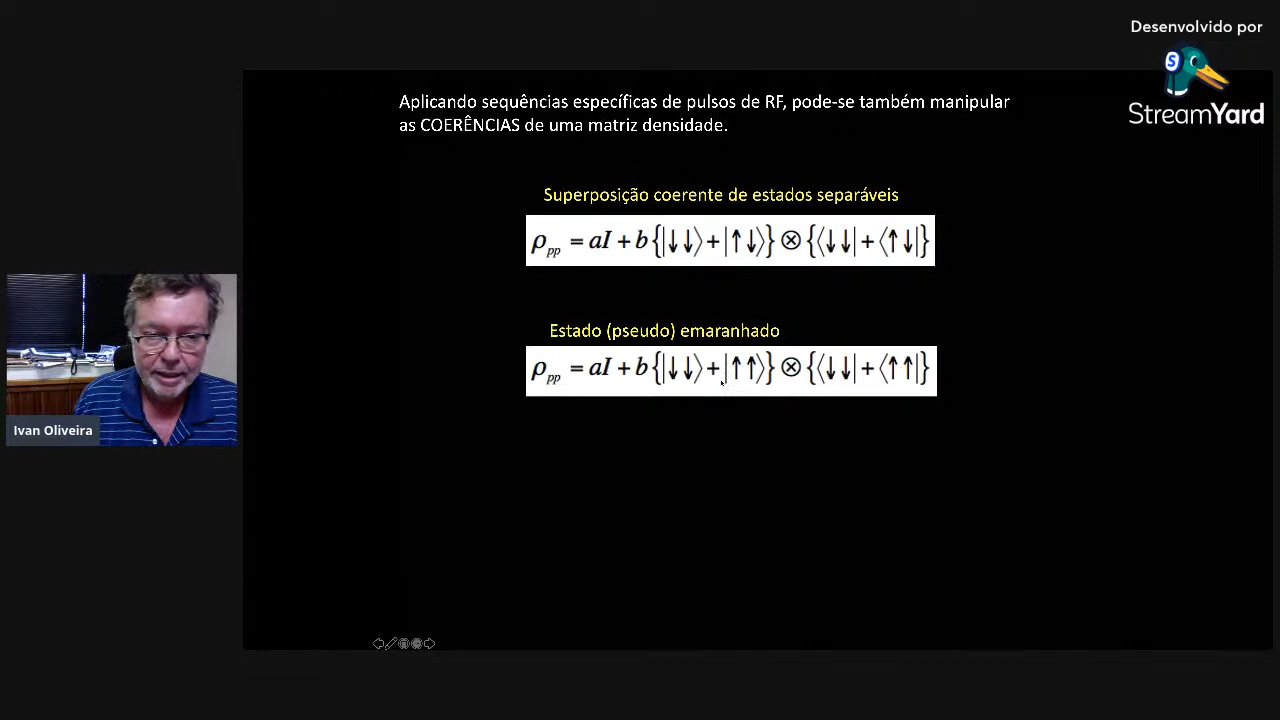 Desenvolvido por
StreamYard
Aplicando sequências específicas de pulsos de RF, pode-se também manipular
as COERÊNCIAS de uma matriz densidade.
Superposição coerente de estados separáveis
ρ_pp = aI + b{|↓↓⟩+|↑↓⟩}⊗{⟨↓↓|+⟨↑↓|}
Estado (pseudo) emaranhado
ρ_pp = aI + b{|↓↓⟩+|↑↑⟩}⊗{⟨↓↓|+⟨↑↑|}
Ivan Oliveira